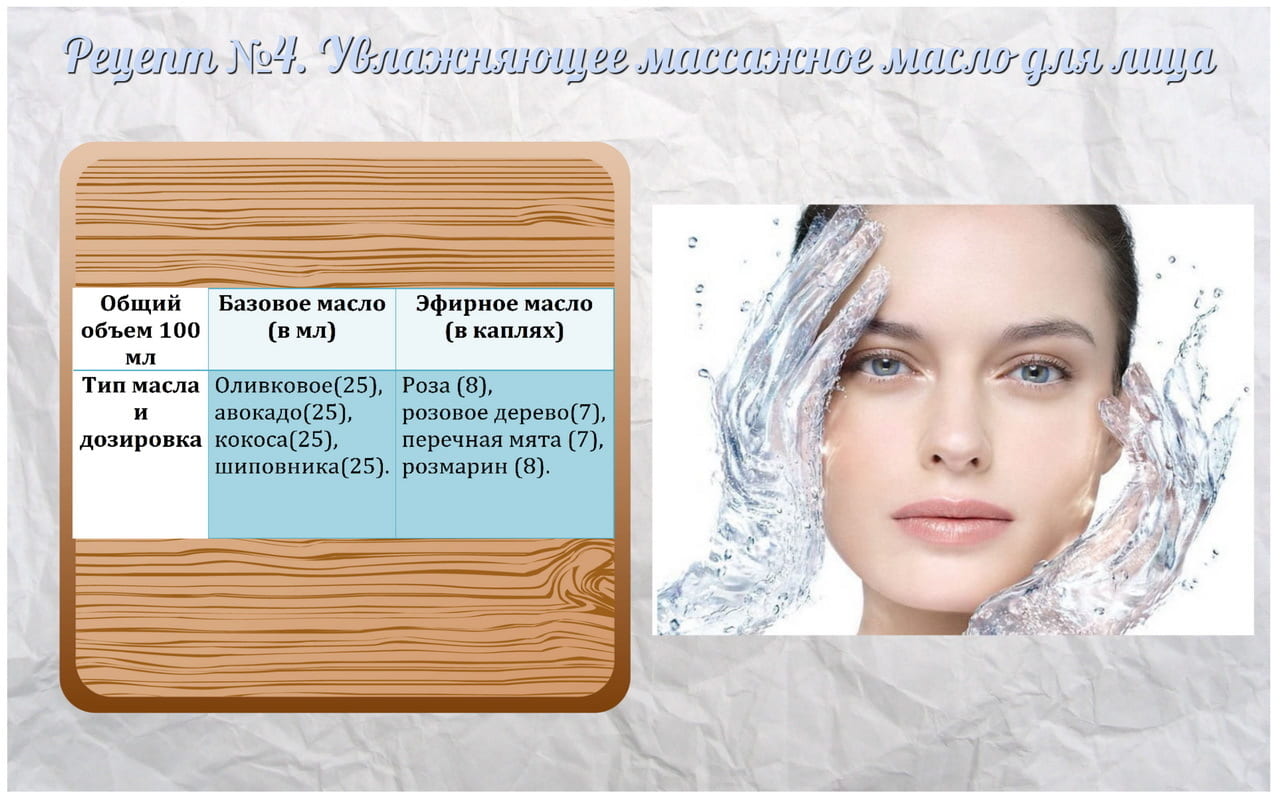 Рецепт №4. Увлажняющее массажное масло для лица
Общий
объем 100
мл
Базовое масло
(в мл)
Эфирное масло
(в каплях)
Тип масла
и
дозировка
Оливковое(25),
авокадо(25),
кокоса(25),
шиповника(25).
Роза (8),
розовое дерево(7),
перечная мята (7),
розмарин (8).